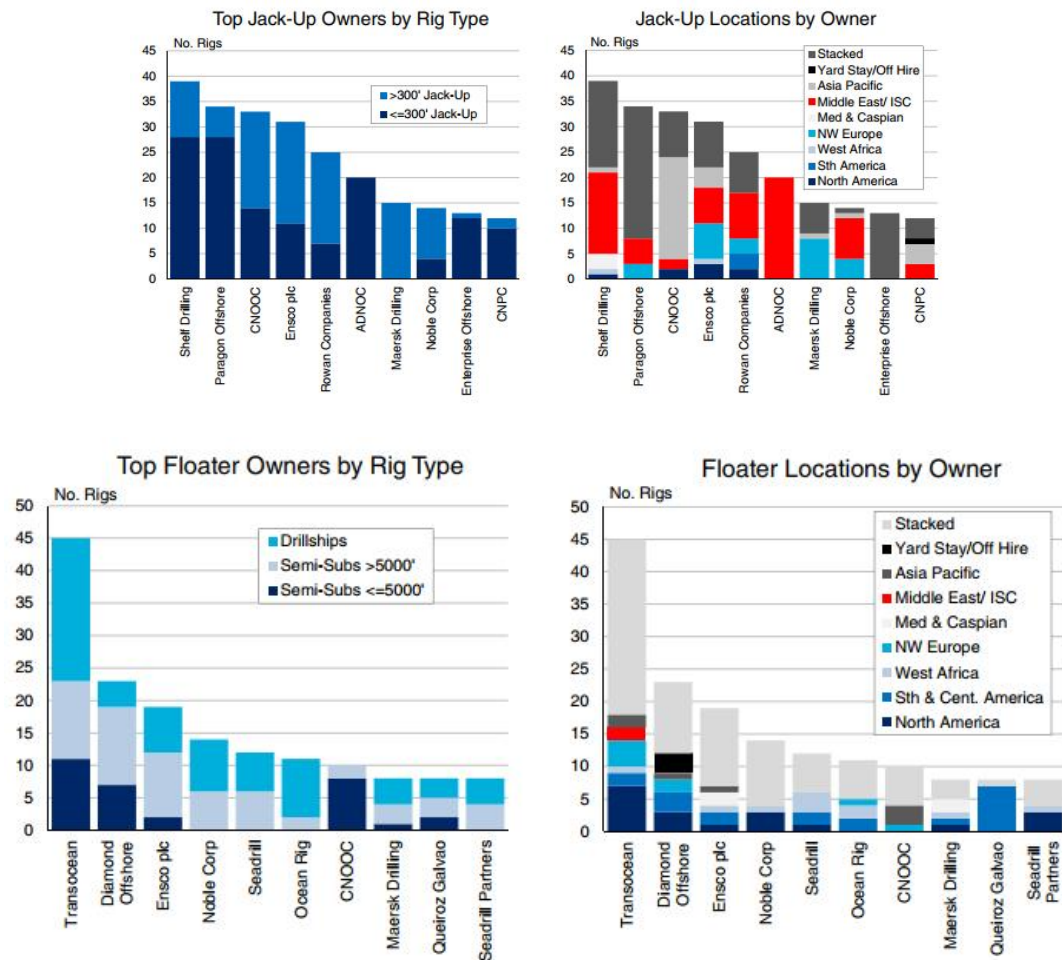 Top Jack-Up Owners by Rig Type
No. Rigs
45
40
35
30
25
20
15
10
5
0
>300' Jack-Up
<=300' Jack-Up
Shelf Drilling
Paragon Offshore
CNOOC
Ensco plc
Rowan Companies
ADNOC
Maersk Drilling
Noble Corp
Enterprise Offshore
CNPC
Jack-Up Locations by Owner
No. Rigs
45
40
35
30
25
20
15
10
5
0
Stacked
Yard Stay/Off Hire
Asia Pacific
Middle East/ ISC
Med & Caspian
NW Europe
West Africa
Sth America
North America
Shelf Drilling
Paragon Offshore
CNOOC
Ensco plc
Rowan Companies
ADNOC
Maersk Drilling
Noble Corp
Enterprise Offshore
CNPC
Top Floater Owners by Rig Type
No. Rigs
50
45
40
35
30
25
20
15
10
5
0
Drillships
Semi-Subs >5000'
Semi-Subs <=5000'
Transocean
Diamond
Offshore
Ensco plc
Noble Corp
Seadrill
Ocean Rig
CNOOC
Maersk Drilling
Queiroz Galvao
Seadrill Partners
Floater Locations by Owner
No. Rigs
50
45
40
35
30
25
20
15
10
5
0
Stacked
Yard Stay/Off Hire
Asia Pacific
Middle East/ ISC
Med & Caspian
NW Europe
West Africa
Sth & Cent. America
North America
Transocean
Diamond
Offshore
Ensco plc
Noble Corp
Seadrill
Ocean Rig
CNOOC
Maersk Drilling
Queiroz Galvao
Seadrill
Partners